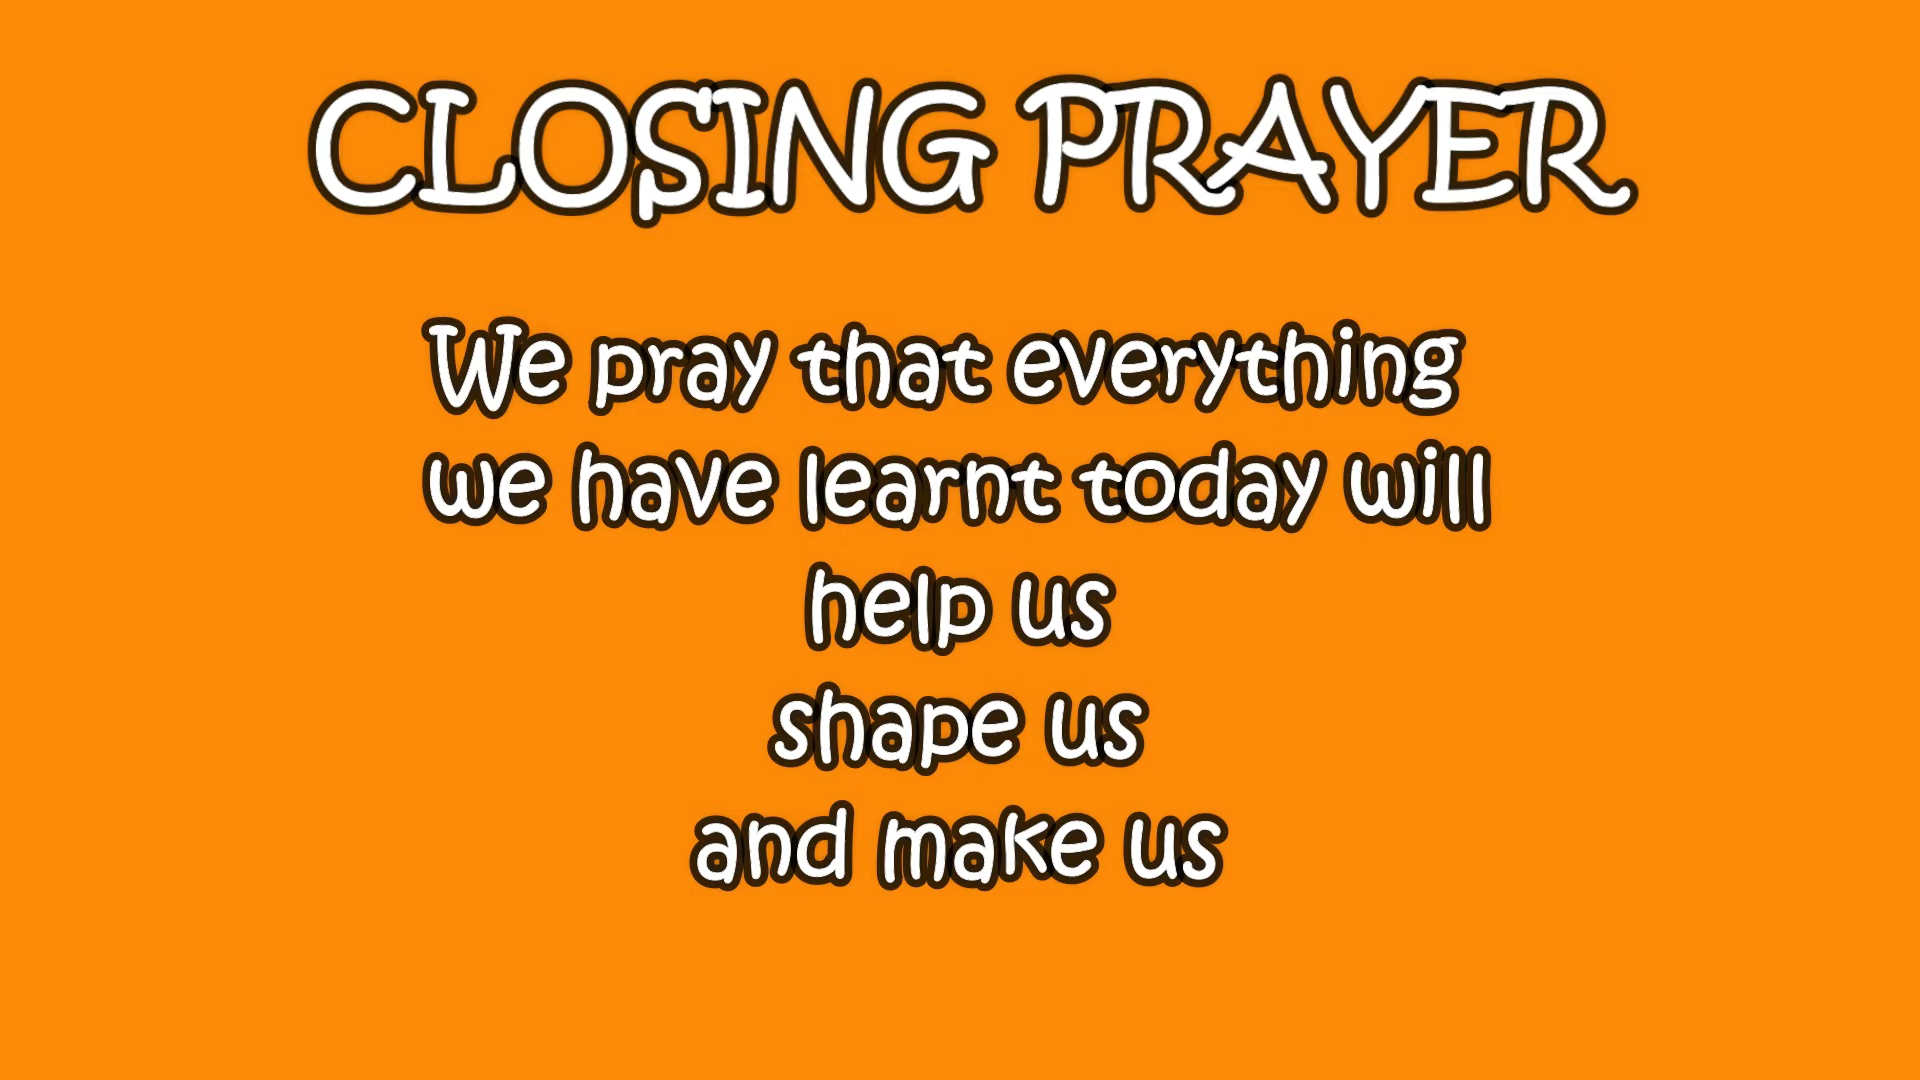 CLOSING PRAYER
We pray that everything
we have learnt today will
help us
shape us
and make us